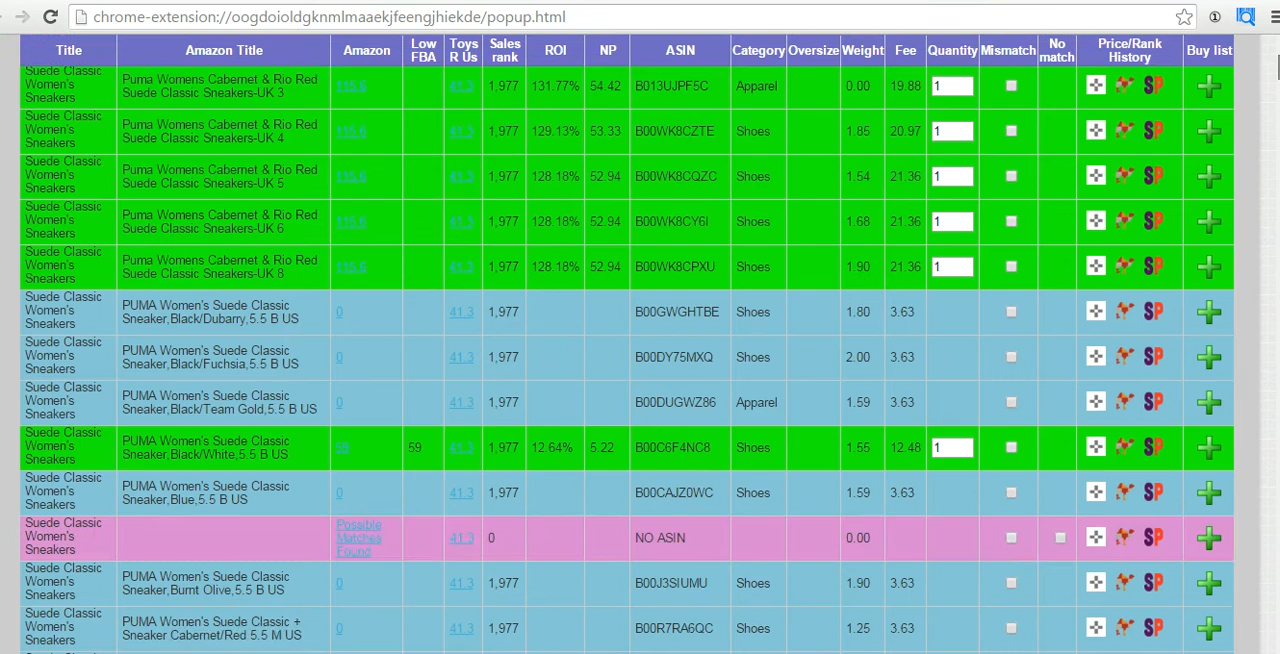 chrome-extension://oogdoioldgknmlmaaekjfeengjhiekde/popup.html
Title Amazon Title Amazon Low FBA Toys R Us Sales rank ROI NP ASIN Category Oversize Weight Fee Quantity Mismatch No match Price/Rank History Buy list
Suede Classic Women's Sneakers Puma Womens Cabernet & Rio Red Suede Classic Sneakers-UK 3 115.6 41.3 1,977 131.77% 54.42 B013UJPF5C Apparel 0.00 19.88 1 SP
Suede Classic Women's Sneakers Puma Womens Cabernet & Rio Red Suede Classic Sneakers-UK 4 115.6 41.3 1,977 129.13% 53.33 B00WK8CZTE Shoes 1.85 20.97 1 SP
Suede Classic Women's Sneakers Puma Womens Cabernet & Rio Red Suede Classic Sneakers-UK 5 115.6 41.3 1,977 128.18% 52.94 B00WK8CQZC Shoes 1.54 21.36 1 SP
Suede Classic Women's Sneakers Puma Womens Cabernet & Rio Red Suede Classic Sneakers-UK 6 115.6 41.3 1,977 128.18% 52.94 B00WK8CY6I Shoes 1.68 21.36 1 SP
Suede Classic Women's Sneakers Puma Womens Cabernet & Rio Red Suede Classic Sneakers-UK 8 115.6 41.3 1,977 128.18% 52.94 B00WK8CPXU Shoes 1.90 21.36 1 SP
Suede Classic Women's Sneakers PUMA Women's Suede Classic Sneaker,Black/Dubarry,5.5 B US 0 41.3 1,977 B00GWGHTBE Shoes 1.80 3.63 SP
Suede Classic Women's Sneakers PUMA Women's Suede Classic Sneaker,Black/Fuchsia,5.5 B US 0 41.3 1,977 B00DY75MXQ Shoes 2.00 3.63 SP
Suede Classic Women's Sneakers PUMA Women's Suede Classic Sneaker,Black/Team Gold,5.5 B US 0 41.3 1,977 B00DUGWZ86 Apparel 1.59 3.63 SP
Suede Classic Women's Sneakers PUMA Women's Suede Classic Sneaker,Black/White,5.5 B US 59 59 41.3 1,977 12.64% 5.22 B00C6F4NC8 Shoes 1.55 12.48 1 SP
Suede Classic Women's Sneakers PUMA Women's Suede Classic Sneaker,Blue,5.5 B US 0 41.3 1,977 B00CAJZ0WC Shoes 1.59 3.63 SP
Suede Classic Women's Sneakers Possible Matches Found 41.3 0 NO ASIN 0.00 SP
Suede Classic Women's Sneakers PUMA Women's Suede Classic Sneaker,Burnt Olive,5.5 B US 0 41.3 1,977 B00J3SIUMU Shoes 1.90 3.63 SP
Suede Classic Women's Sneakers PUMA Women's Suede Classic + Sneaker Cabernet/Red 5.5 M US 0 41.3 1,977 B00R7RA6QC Shoes 1.25 3.63 SP